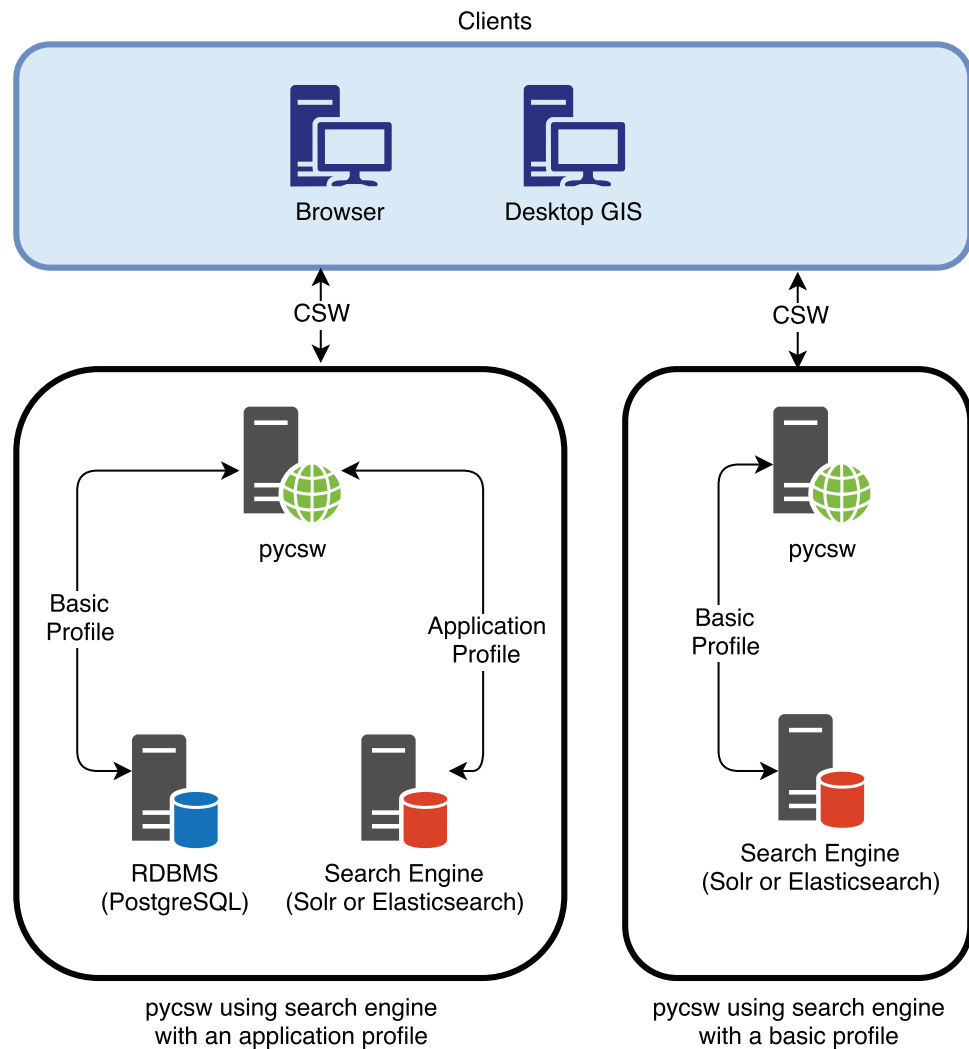 Clients
Browser
Desktop GIS
CSW
CSW
pycsw
Basic
Profile
Application
Profile
RDBMS
(PostgreSQL)
Search Engine
(Solr or Elasticsearch)
pycsw using search engine
with an application profile
pycsw
Basic
Profile
Search Engine
(Solr or Elasticsearch)
pycsw using search engine
with a basic profile